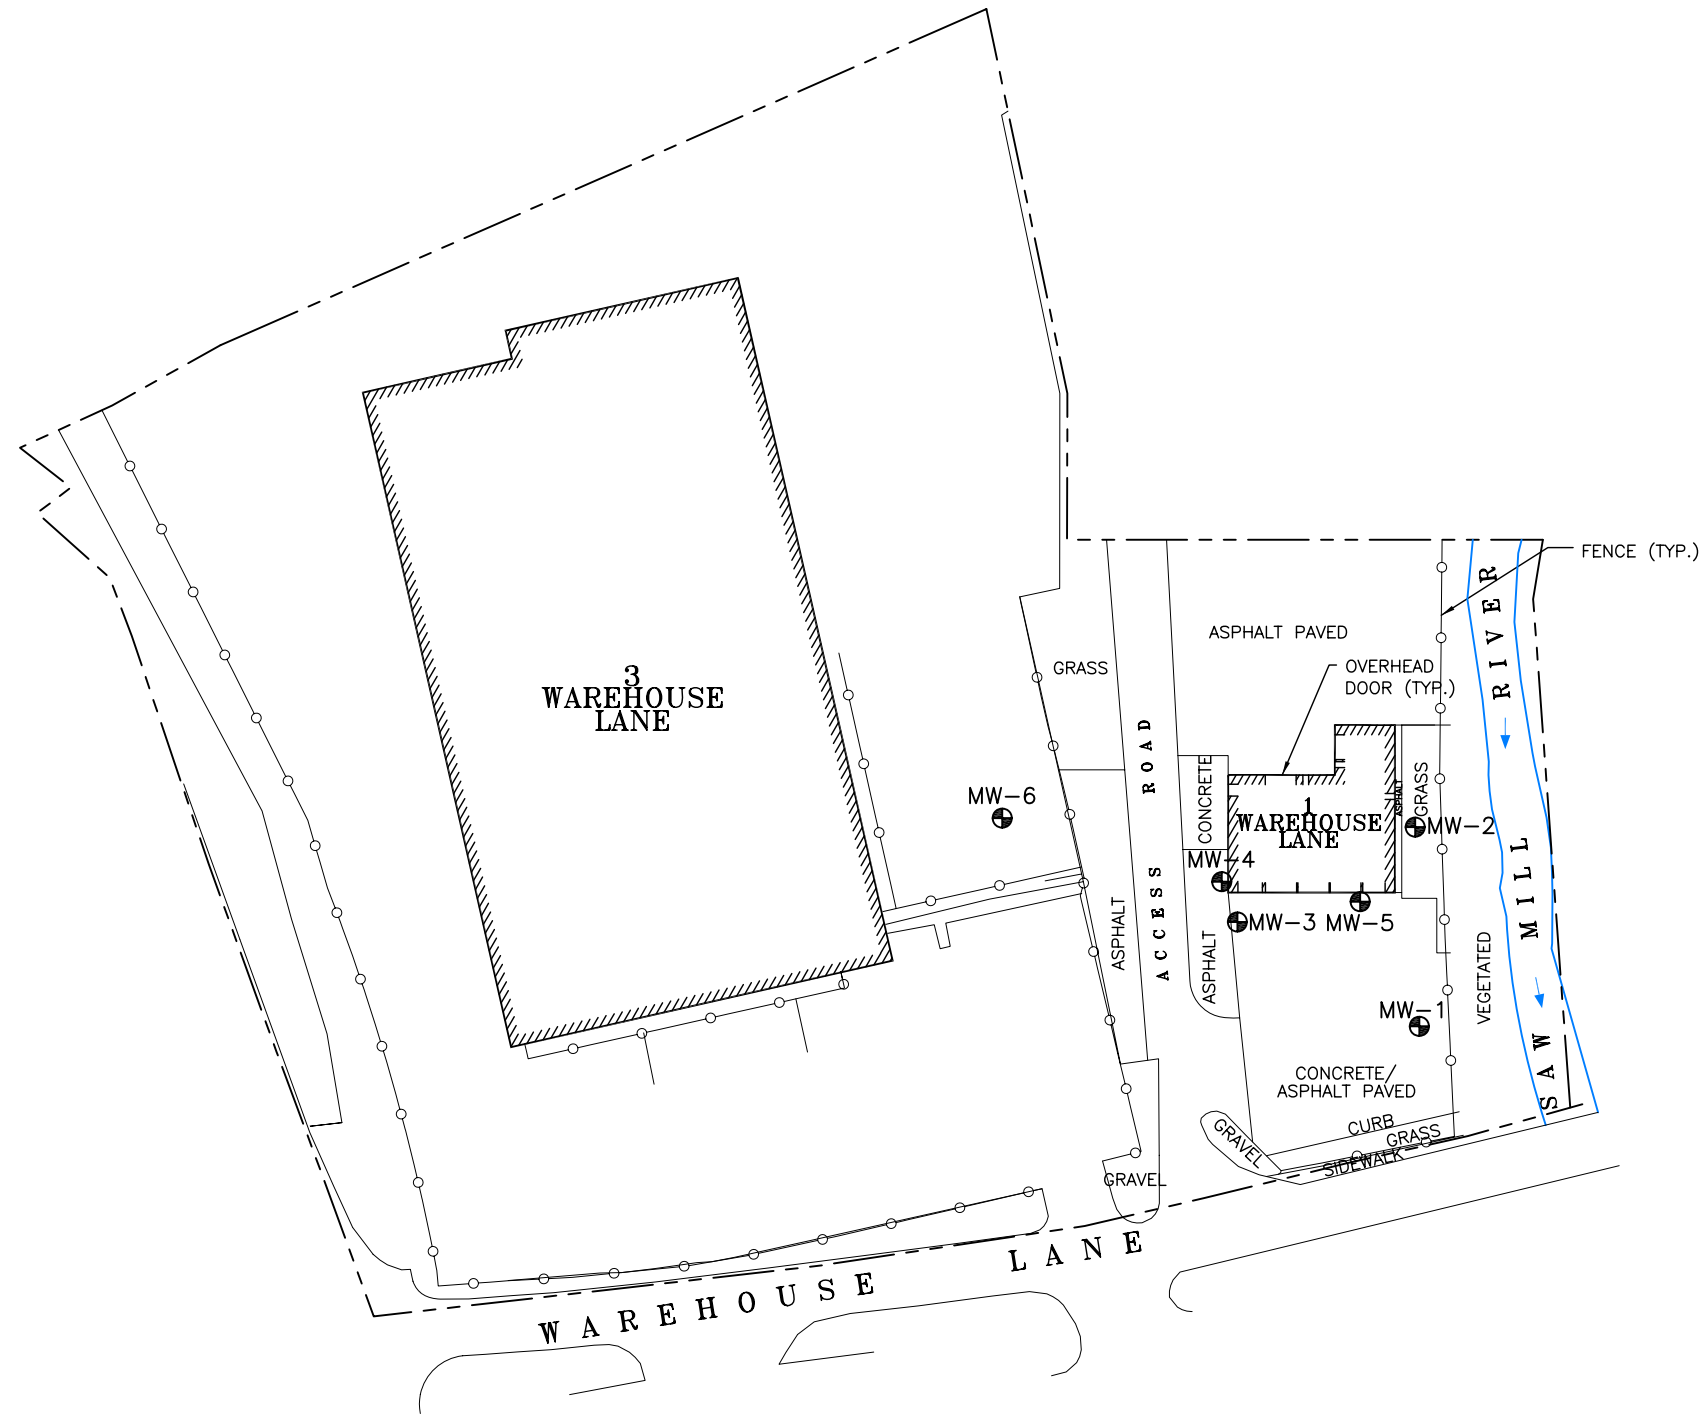 FENCE (TYP.)
ASPHALT PAVED
OVERHEAD
DOOR (TYP.)
GRASS
3
WAREHOUSE
LANE
ACCESS ROAD
CONCRETE
1
WAREHOUSE
LANE
ASPHALT
GRASS
SAW MILL RIVER
MW-6
MW-2
MW-4
MW-3
MW-5
ASPHALT
ASPHALT
VEGETATED
MW-1
CONCRETE/
ASPHALT PAVED
CURB
GRASS
SIDEWALK
GRAVEL
GRAVEL
WAREHOUSE LANE